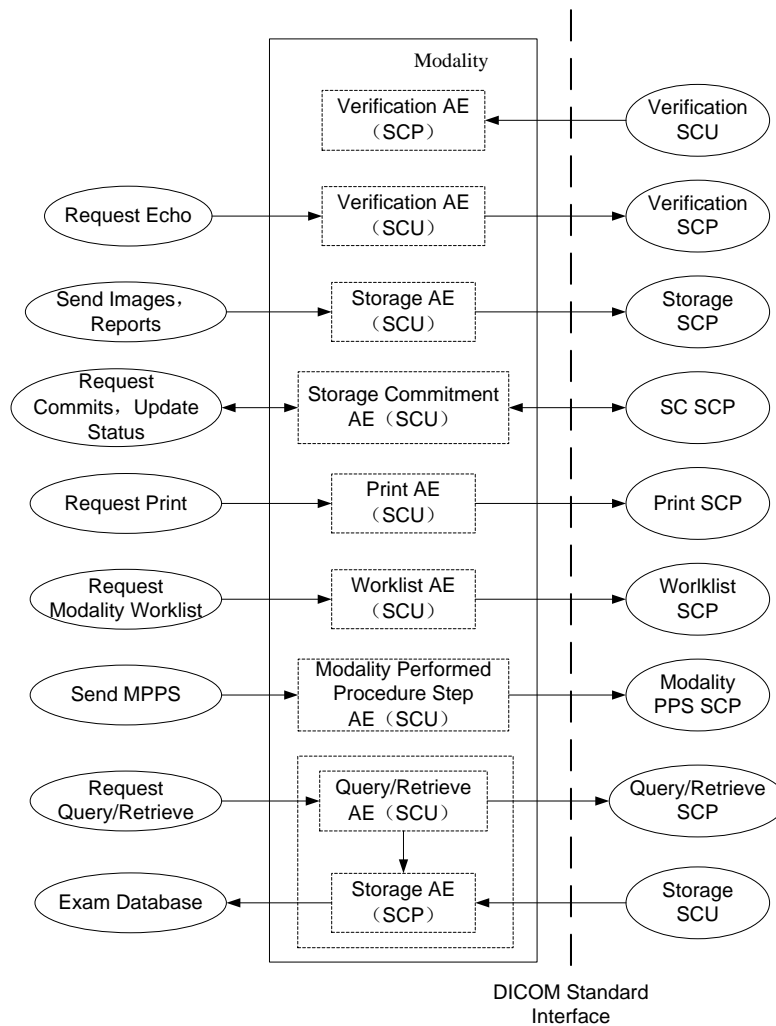 Modality
Verification AE
（SCP）
Verification
SCU
Request Echo
Verification AE
（SCU）
Verification
SCP
Send Images，
Reports
Storage AE
（SCU）
Storage
SCP
Request
Commits，Update
Status
Storage Commitment
AE（SCU）
SC SCP
Request Print
Print AE
（SCU）
Print SCP
Request
Modality Worklist
Worklist AE
（SCU）
Worlklist
SCP
Send MPPS
Modality Performed
Procedure Step
AE（SCU）
Modality
PPS SCP
Request
Query/Retrieve
Query/Retrieve
AE（SCU）
Query/Retrieve
SCP
Exam Database
Storage AE
（SCP）
Storage
SCU
DICOM Standard
Interface